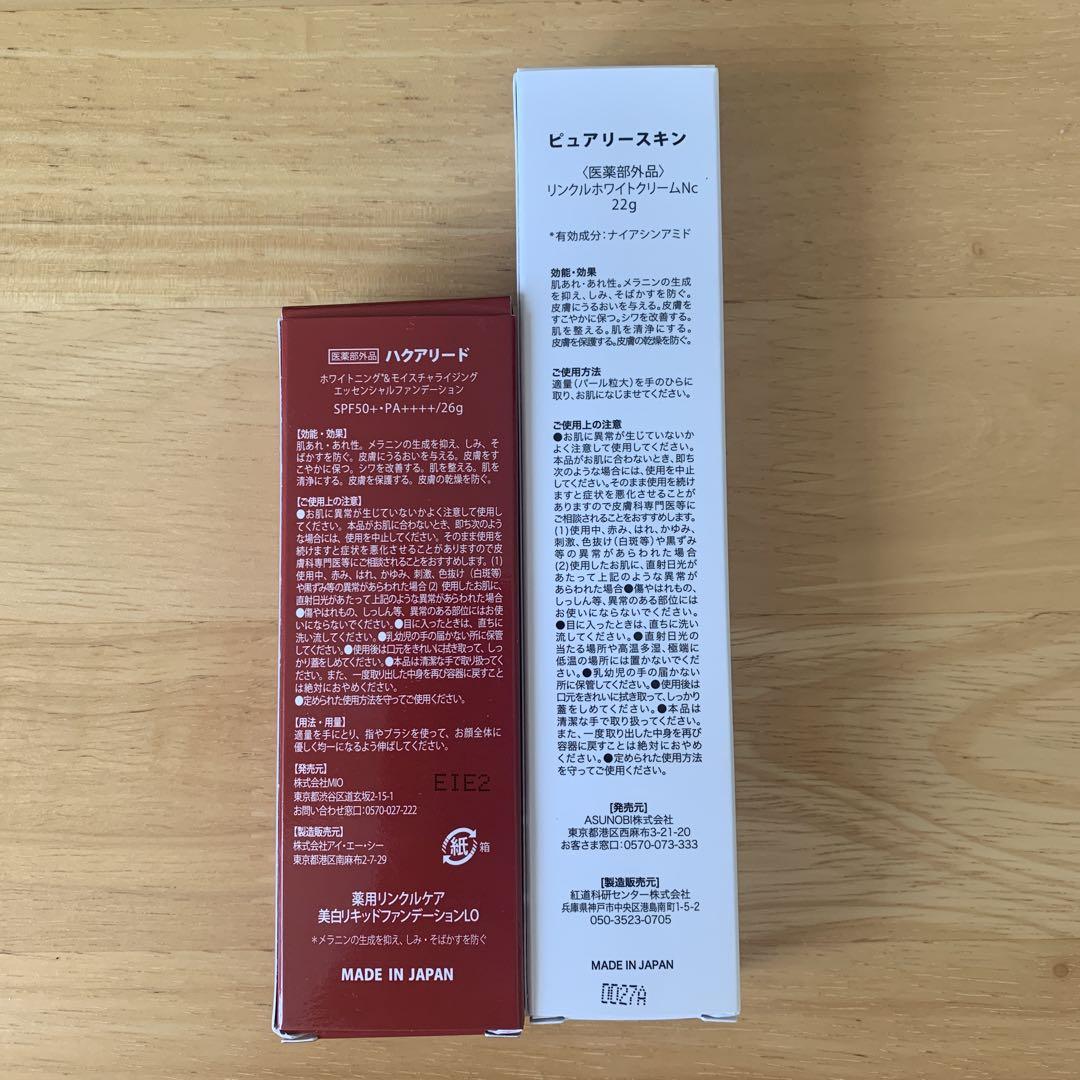 医薬部外品 ハクアリード
ホワイトニング*&モイスチャライジング
エッセンシャルファンデーション
SPF50+・PA++++/26g
【効能・効果】
肌あれ・あれ性。メラニンの生成を抑え、しみ、そ
ばかすを防ぐ。皮膚にうるおいを与える。皮膚をす
こやかに保つ。シワを改善する。肌を整える。肌を
清浄にする。皮膚を保護する。皮膚の乾燥を防ぐ。
【ご使用上の注意】
●お肌に異常が生じていないかよく注意して使用し
てください。本品がお肌に合わないとき、即ち次のよう
な場合には、使用を中止してください。そのまま使用を
続けますと症状を悪化させることがありますので皮
膚科専門医等にご相談されることをおすすめします。(1)
使用中、赤み、はれ、かゆみ、刺激、色抜け（白斑等）
や黒ずみ等の異常があらわれた場合(2) 使用したお肌に、
直射日光があたって上記のような異常があらわれた場合
●傷やはれもの、しっしん等、異常のある部位にはお使
いにならないでください。●目に入ったときは、直ちに
洗い流してください。●乳幼児の手の届かない所に保管
してください。●使用後は口元をきれいに拭き取って、しっ
かり蓋をしめてください。●本品は清潔な手で取り扱ってく
ださい。また、一度取り出した中身を再び容器に戻すこと
は絶対におやめください。
●定められた使用方法を守ってご使用ください。
【用法・用量】
適量を手にとり、指やブラシを使って、お顔全体に
優しく均一になるよう伸ばしてください。
【発売元】
株式会社MIO
東京都渋谷区道玄坂2-15-1
お問い合わせ窓口:0570-027-222
EIE2
【製造販売元】
株式会社アイ・エー・シー
東京都港区南麻布2-7-29
紙 箱
薬用リンクルケア
美白リキッドファンデーションLO
*メラニンの生成を抑え、しみ・そばかすを防ぐ
MADE IN JAPAN
ピュアリースキン
〈医薬部外品〉
リンクルホワイトクリームNc
22g
*有効成分：ナイアシンアミド
効能・効果
肌あれ・あれ性。メラニンの生成
を抑え、しみ、そばかすを防ぐ。
皮膚にうるおいを与える。皮膚を
すこやかに保つ。シワを改善する。
肌を整える。肌を清浄にする。
皮膚を保護する。皮膚の乾燥を防ぐ。
ご使用方法
適量（パール粒大）を手のひらに
取り、お肌になじませてください。
ご使用上の注意
●お肌に異常が生じていないか
よく注意して使用してください。
本品がお肌に合わないとき、即ち
次のような場合には、使用を中止
してください。そのまま使用を続け
ますと症状を悪化させることが
ありますので皮膚科専門医等に
ご相談されることをおすすめします。
(1)使用中、赤み、はれ、かゆみ、
刺激、色抜け（白斑等）や黒ずみ
等の異常があらわれた場合
(2)使用したお肌に、直射日光が
あたって上記のような異常が
あらわれた場合●傷やはれもの、
しっしん等、異常のある部位には
お使いにならないでください。
●目に入ったときは、直ちに洗い
流してください。●直射日光の
当たる場所や高温多湿、極端に
低温の場所には置かないでくだ
さい。●乳幼児の手の届かない
所に保管してください。●使用後は
口元をきれいに拭き取って、しっかり
蓋をしめてください。●本品は
清潔な手で取り扱ってください。
また、一度取り出した中身を再び
容器に戻すことは絶対におやめ
ください。●定められた使用方法
を守ってご使用ください。
[発売元]
ASUNOBI株式会社
東京都港区西麻布3-21-20
お客さま窓口:0570-073-333
[製造販売元]
紅道科研センター株式会社
兵庫県神戸市中央区港島南町1-5-2
050-3523-0705
MADE IN JAPAN
0027A